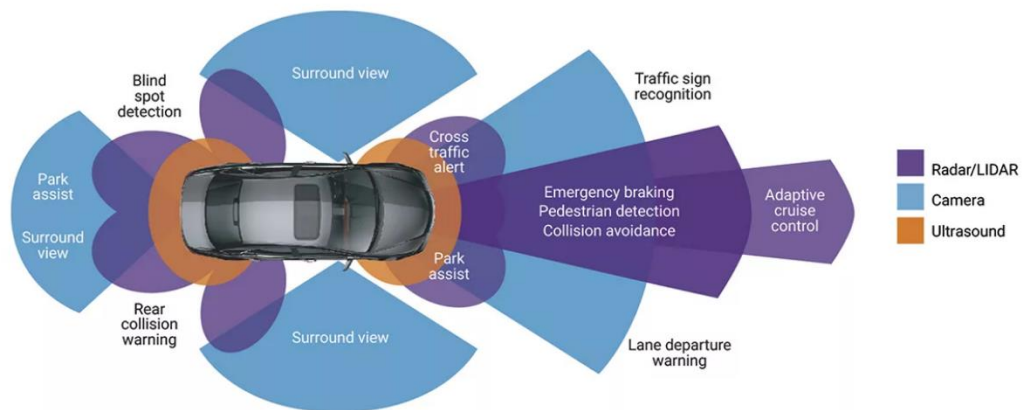 Surround view
Blind
spot
detection
Traffic sign
recognition
Cross
traffic
alert
Park
assist
Surround
view
Emergency braking
Pedestrian detection
Collision avoidance
Adaptive
cruise
control
Radar/LIDAR
Camera
Ultrasound
Park
assist
Rear
collision
warning
Surround view
Lane departure
warning